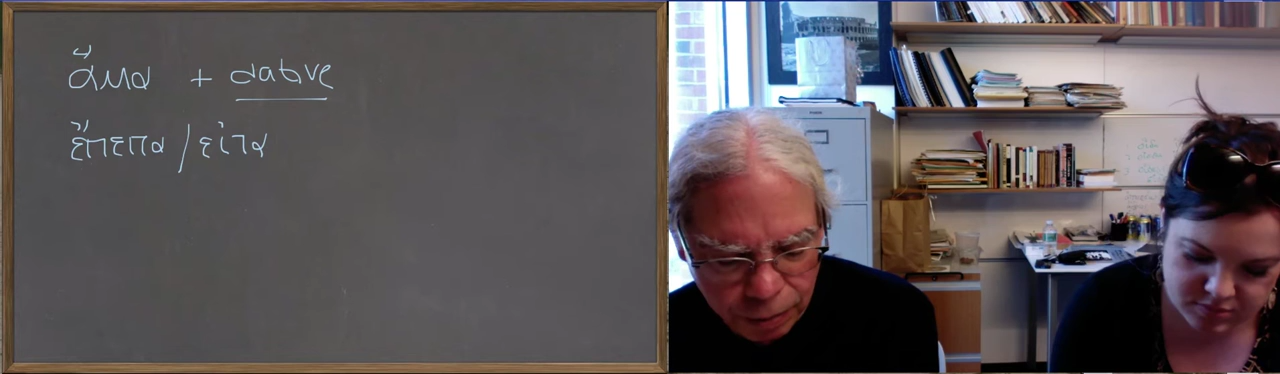 ἅμα + dative
ἔπειτα / εἶτα